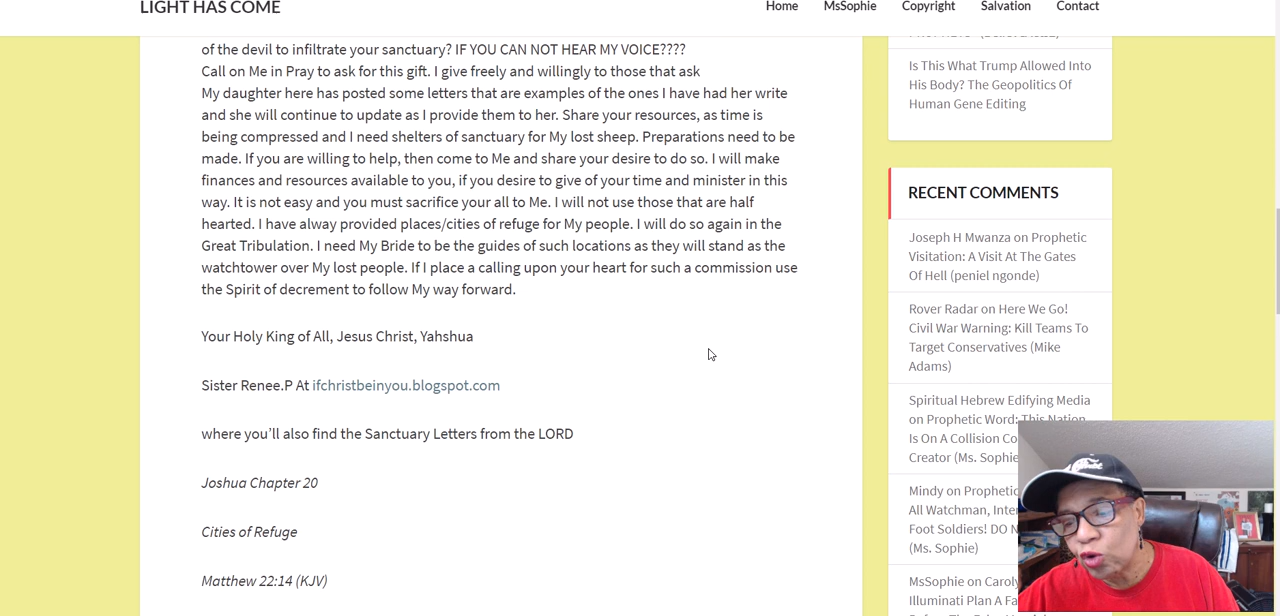 LIGHT HAS COME
Home MsSophie Copyright Salvation Contact
of the devil to infiltrate your sanctuary? IF YOU CAN NOT HEAR MY VOICE????
Call on Me in Pray to ask for this gift. I give freely and willingly to those that ask
My daughter here has posted some letters that are examples of the ones I have had her write
and she will continue to update as I provide them to her. Share your resources, as time is
being compressed and I need shelters of sanctuary for My lost sheep. Preparations need to be
made. If you are willing to help, then come to Me and share your desire to do so. I will make
finances and resources available to you, if you desire to give of your time and minister in this
way. It is not easy and you must sacrifice your all to Me. I will not use those that are half
hearted. I have alway provided places/cities of refuge for My people. I will do so again in the
Great Tribulation. I need My Bride to be the guides of such locations as they will stand as the
watchtower over My lost people. If I place a calling upon your heart for such a commission use
the Spirit of decrement to follow My way forward.
Your Holy King of All, Jesus Christ, Yahshua
Sister Renee.P At ifchristbeinyou.blogspot.com
where you’ll also find the Sanctuary Letters from the LORD
Joshua Chapter 20
Cities of Refuge
Matthew 22:14 (KJV)
Is This What Trump Allowed Into
His Body? The Geopolitics Of
Human Gene Editing
RECENT COMMENTS
Joseph H Mwanza on Prophetic
Visitation: A Visit At The Gates
Of Hell (peniel ngonde)
Rover Radar on Here We Go!
Civil War Warning: Kill Teams To
Target Conservatives (Mike
Adams)
Spiritual Hebrew Edifying Media
on Prophetic Word: This Nation
Is On A Collision
Creator (Ms. Sophie
Mindy on Prophetic
All Watchman,
Foot Soldiers! DO
(Ms. Sophie)
MsSophie on
Illuminati Plan A